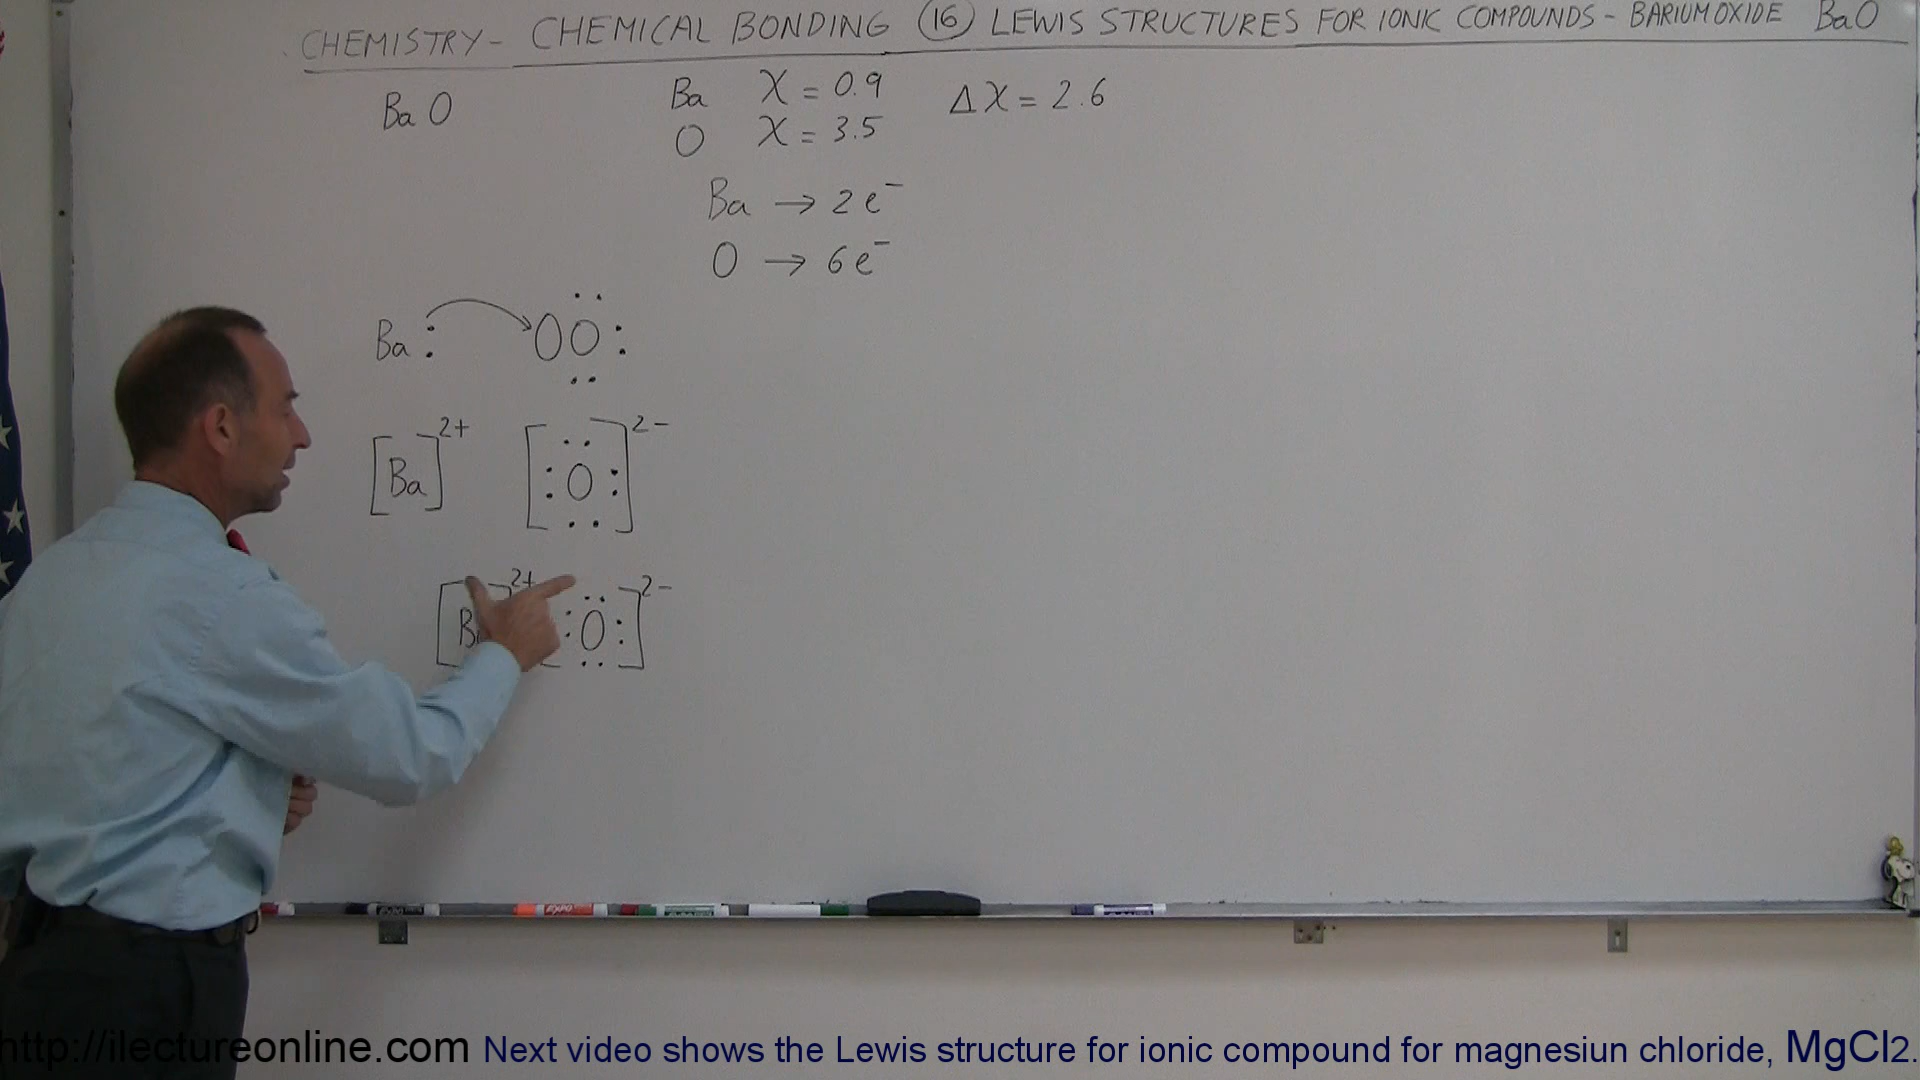 CHEMISTRY - CHEMICAL BONDING 16 LEWIS STRUCTURES FOR IONIC COMPOUNDS - BARIUM OXIDE BaO
BaO Ba X = 0.9 ΔX = 2.6
O X = 3.5
Ba → 2e⁻
O → 6e⁻
Ba: OO:
[Ba]²⁺ [:O:]²⁻
[B ]²⁺ :O:]²⁻
EXPO
http://ilectureonline.com Next video shows the Lewis structure for ionic compound for magnesiun chloride, MgCl2.